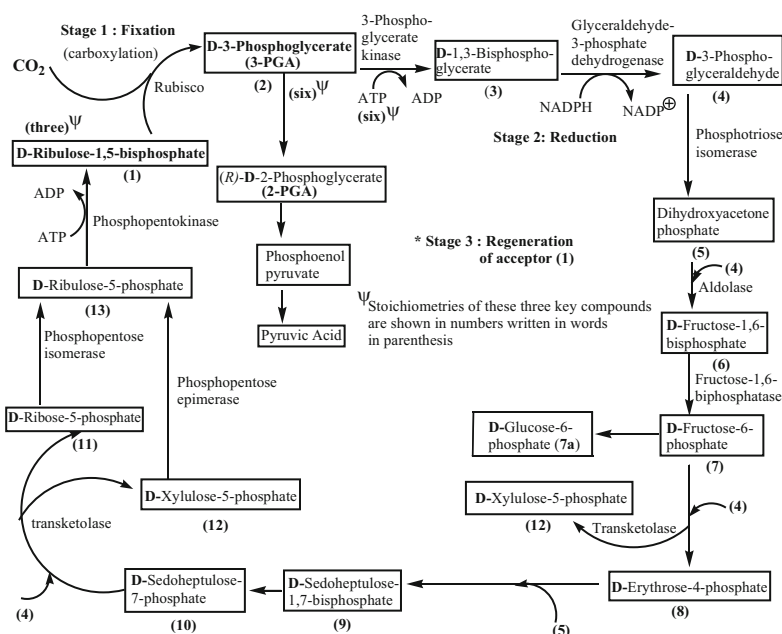 Stage 1 : Fixation
(carboxylation)
CO2
Rubisco
D-3-Phosphoglycerate
(3-PGA)
(2)
3-Phospho-
glycerate
kinase
ATP
ADP
(six)Ψ
(six)Ψ
D-1,3-Bisphospho-
glycerate
(3)
Glyceraldehyde-
3-phosphate
dehydrogenase
NADPH
NADP⊕
D-3-Phospho-
glyceraldehyde
(4)
Stage 2: Reduction
Phosphotriose
isomerase
(three)Ψ
D-Ribulose-1,5-bisphosphate
(1)
ADP
ATP
Phosphopentokinase
(R)-D-2-Phosphoglycerate
(2-PGA)
Phosphoenol
pyruvate
Pyruvic Acid
* Stage 3 : Regeneration
of acceptor (1)
ΨStoichiometries of these three key compounds
are shown in numbers written in words
in parenthesis
Dihydroxyacetone
phosphate
(5)
(4)
Aldolase
D-Fructose-1,6-
bisphosphate
(6)
Fructose-1,6-
biphosphatase
D-Ribulose-5-phosphate
(13)
Phosphopentose
isomerase
Phosphopentose
epimerase
D-Glucose-6-
phosphate (7a)
D-Fructose-6-
phosphate
(7)
D-Ribose-5-phosphate
(11)
D-Xylulose-5-phosphate
(12)
transketolase
D-Xylulose-5-phosphate
(12)
(4)
Transketolase
(4)
D-Sedoheptulose-
7-phosphate
(10)
D-Sedoheptulose-
1,7-bisphosphate
(9)
(5)
D-Erythrose-4-phosphate
(8)